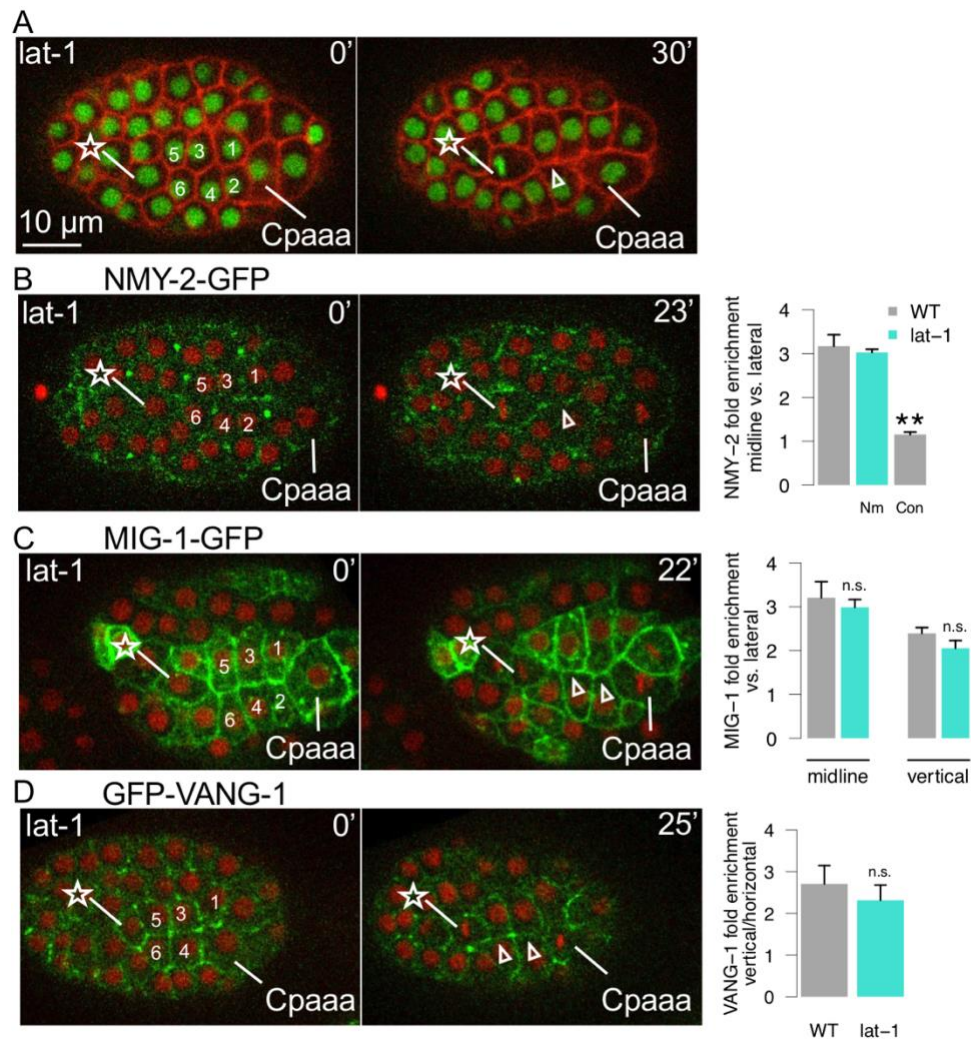 A
lat-1 0’ 30’
5 3 1
6 4 2
10 µm Cpaaa Cpaaa
B NMY-2-GFP
lat-1 0’ 23’
5 3 1
6 4 2
Cpaaa Cpaaa
NMY−2 fold enrichment
midline vs. lateral
4
3
2
1
0
WT
lat−1
**
Nm Con
C MIG-1-GFP
lat-1 0’ 22’
5 3 1
6 4 2
Cpaaa Cpaaa
MIG−1 fold enrichment
vs. lateral
4
3
2
1
0
n.s. n.s.
midline vertical
D GFP-VANG-1
lat-1 0’ 25’
5 3 1
6 4
Cpaaa Cpaaa
VANG−1 fold enrichment
vertical/horizontal
4
3
2
1
0
n.s.
WT lat−1